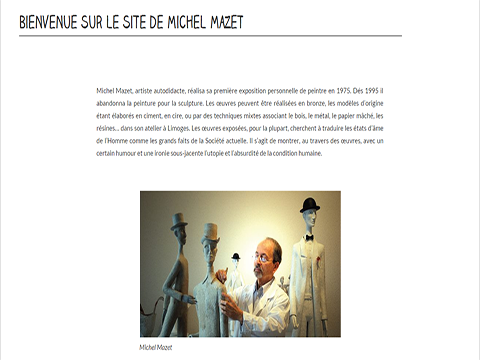 BIENVENUE SUR LE SITE DE MICHEL MAZET
Michel Mazet, artiste autodidacte, réalisa sa première exposition personnelle de peintre en 1975. Dès 1995 il
abandonna la peinture pour la sculpture. Les œuvres peuvent être réalisées en bronze, les modèles d'origine
étant élaborés en ciment, en cire, ou par des techniques mixtes associant le bois, le métal, le papier mâché, les
résines... dans son atelier à Limoges. Les œuvres exposées, pour la plupart, cherchent à traduire les états d'âme
de l'Homme comme les grands faits de la Société actuelle. Il s'agit de montrer, au travers des œuvres, avec un
certain humour et une ironie sous-jacente l'utopie et l'absurdité de la condition humaine.
Michel Mazet